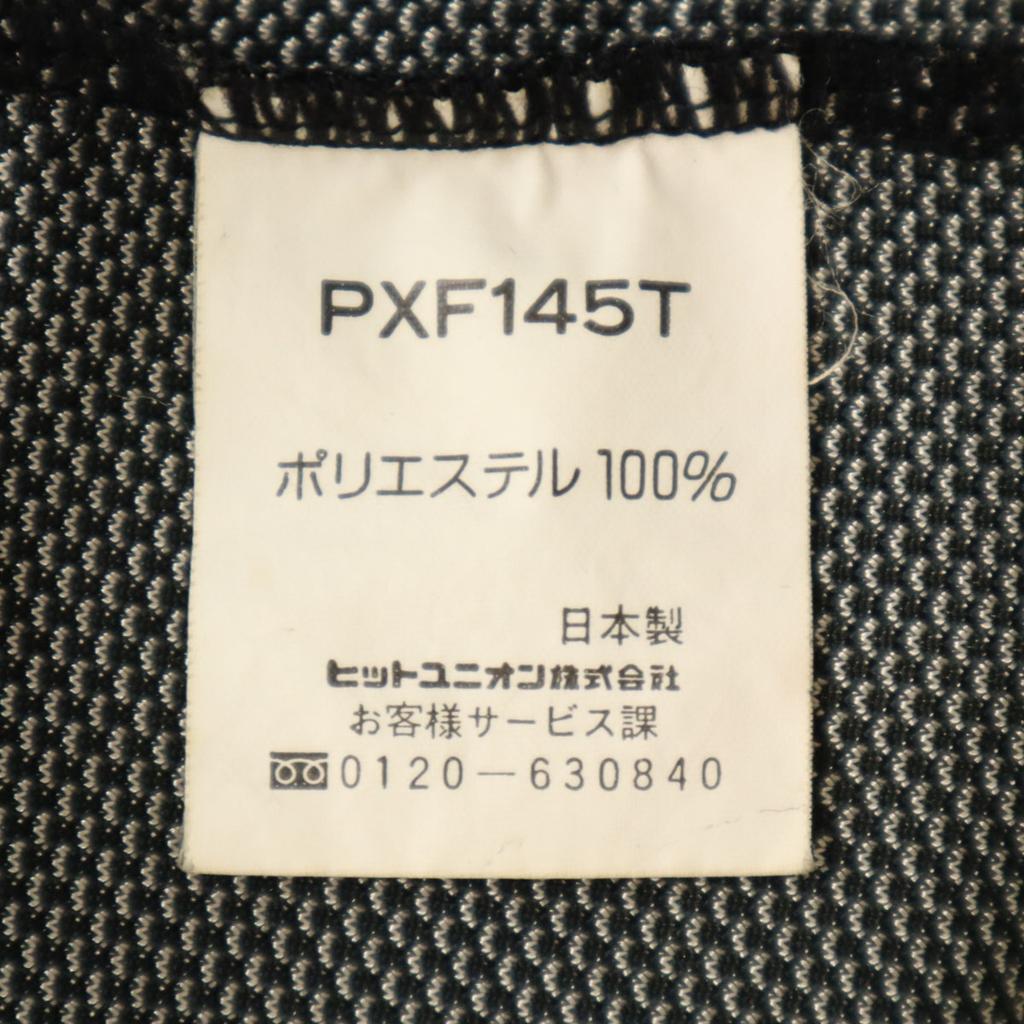 PXF145T
ポリエステル 100%
日本製
ヒットユニオン株式会社
お客様サービス課
0120-630840